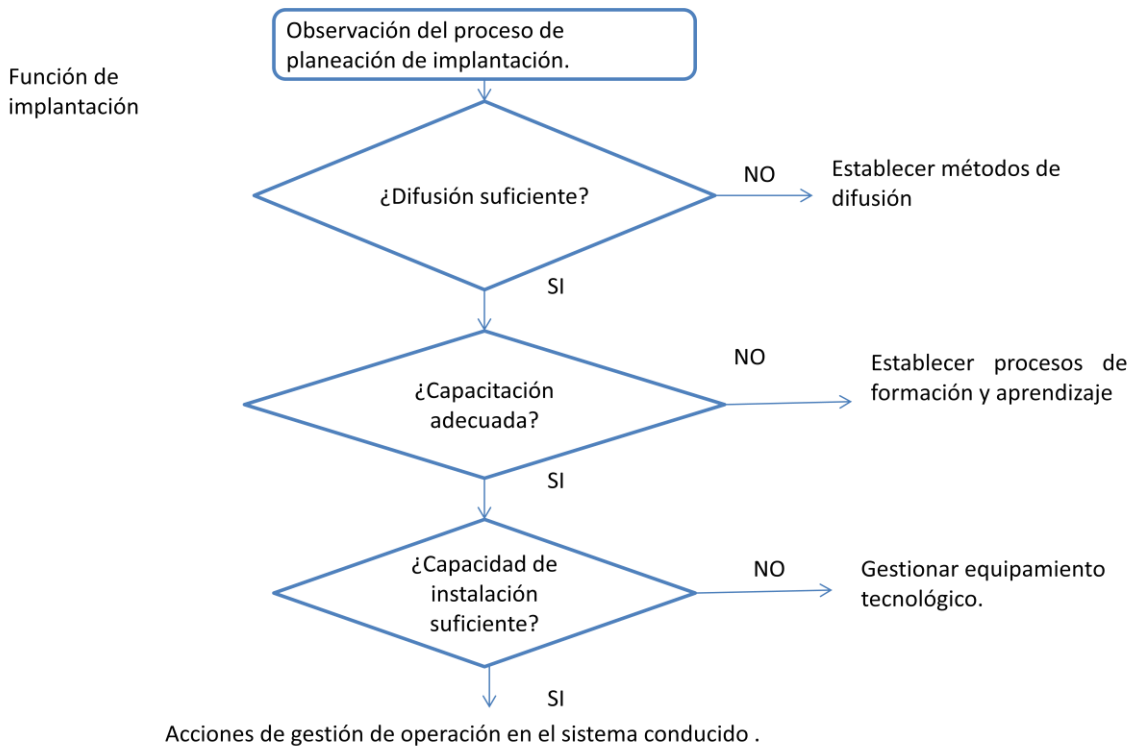 Observación del proceso de
planeación de implantación.
Función de
implantación
¿Difusión suficiente?
NO
Establecer métodos de
difusión
SI
¿Capacitación
adecuada?
NO
Establecer procesos de
formación y aprendizaje
SI
¿Capacidad de
instalación
suficiente?
NO
Gestionar equipamiento
tecnológico.
SI
Acciones de gestión de operación en el sistema conducido .